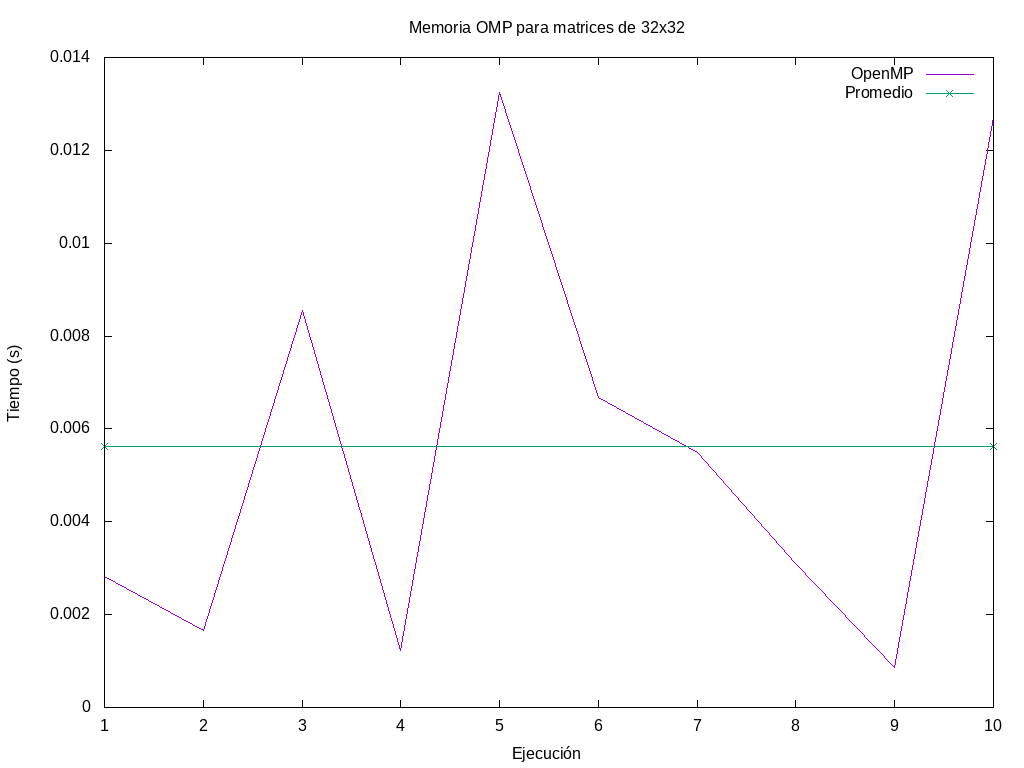 Memoria OMP para matrices de 32x32
OpenMP
Promedio
0.014
0.012
0.01
0.008
0.006
0.004
0.002
0
Tiempo (s)
1 2 3 4 5 6 7 8 9 10
Ejecución